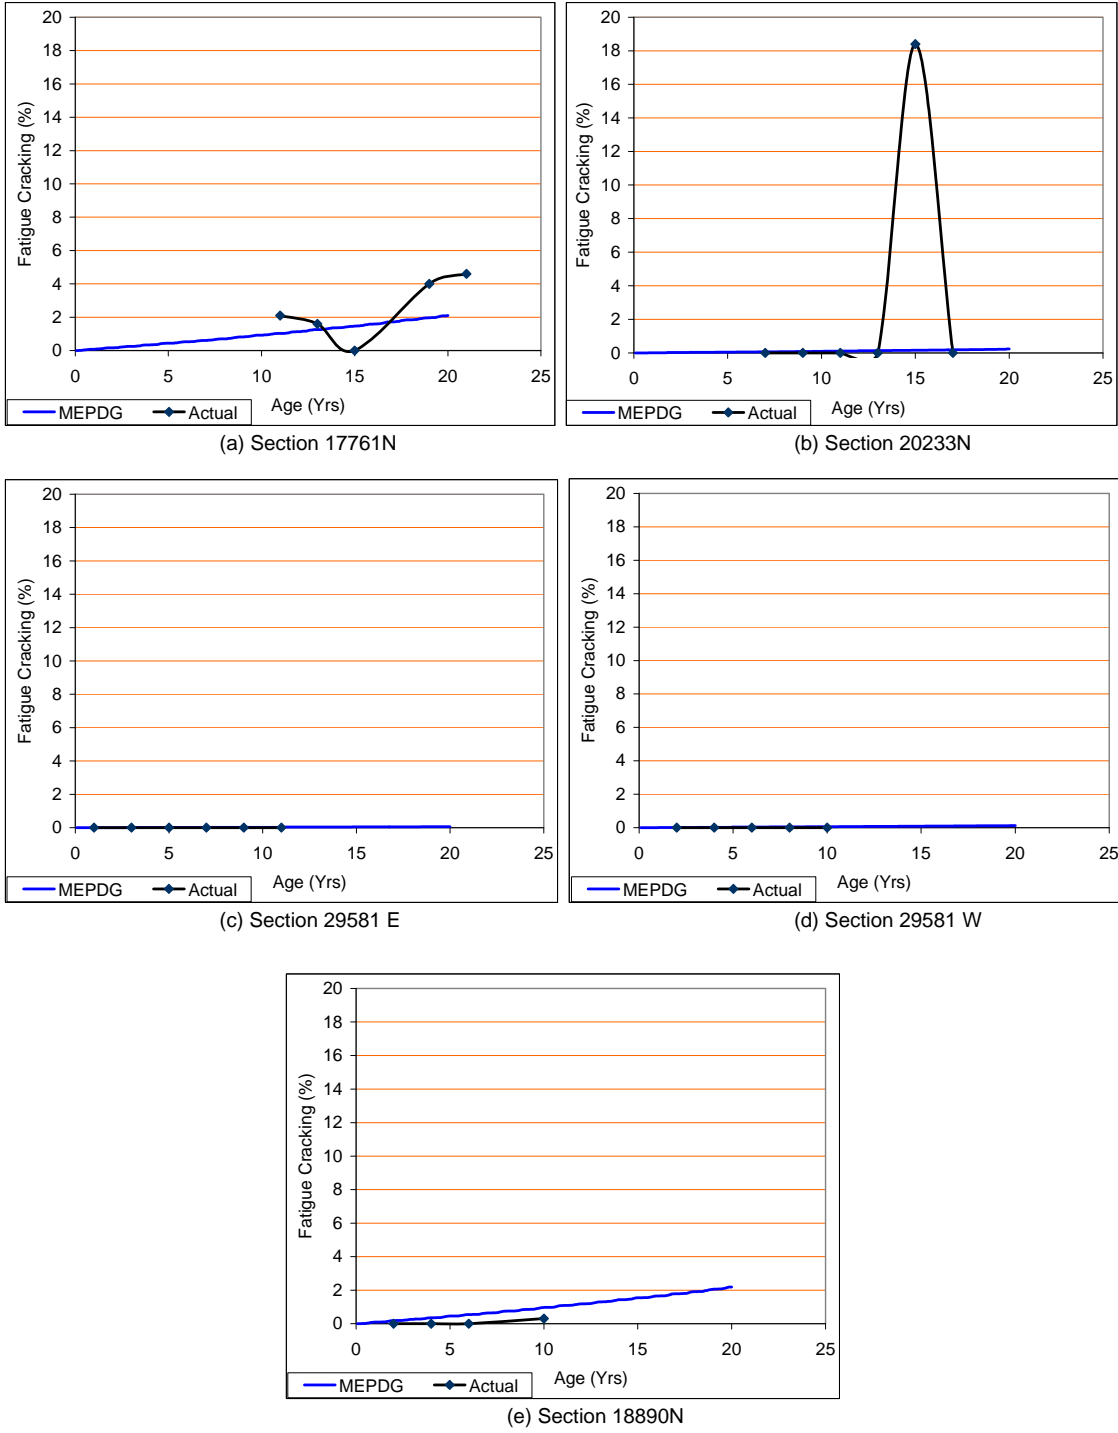 20
18
16
14
12
10
8
6
4
2
0
Fatigue Cracking (%)
0 5 10 15 20 25
Age (Yrs)
MEPDG Actual
(a) Section 17761N
20
18
16
14
12
10
8
6
4
2
0
Fatigue Cracking (%)
0 5 10 15 20 25
Age (Yrs)
MEPDG Actual
(b) Section 20233N
20
18
16
14
12
10
8
6
4
2
0
Fatigue Cracking (%)
0 5 10 15 20 25
Age (Yrs)
MEPDG Actual
(c) Section 29581 E
20
18
16
14
12
10
8
6
4
2
0
Fatigue Cracking (%)
0 5 10 15 20 25
Age (Yrs)
MEPDG Actual
(d) Section 29581 W
20
18
16
14
12
10
8
6
4
2
0
Fatigue Cracking (%)
0 5 10 15 20 25
Age (Yrs)
MEPDG Actual
(e) Section 18890N